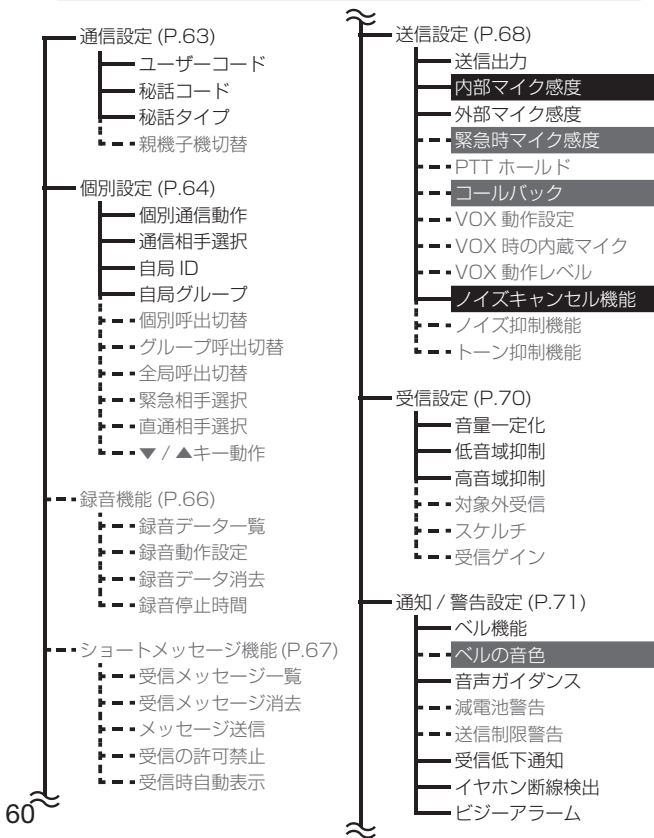 通信設定 (P.63)
ユーザーコード
秘話コード
秘話タイプ
親機子機切替
個別設定 (P.64)
個別通信動作
通信相手選択
自局 ID
自局グループ
個別呼出切替
グループ呼出切替
全局呼出切替
緊急相手選択
直通相手選択
▼ / ▲キー動作
録音機能 (P.66)
録音データ一覧
録音動作設定
録音データ消去
録音停止時間
ショートメッセージ機能 (P.67)
受信メッセージ一覧
受信メッセージ消去
メッセージ送信
受信の許可禁止
受信時自動表示
送信設定 (P.68)
送信出力
内部マイク感度
外部マイク感度
緊急時マイク感度
PTT ホールド
コールバック
VOX 動作設定
VOX 時の内蔵マイク
VOX 動作レベル
ノイズキャンセル機能
ノイズ抑制機能
トーン抑制機能
受信設定 (P.70)
音量一定化
低音域抑制
高音域抑制
対象外受信
スケルチ
受信ゲイン
通知 / 警告設定 (P.71)
ベル機能
ベルの音色
音声ガイダンス
減電池警告
送信制限警告
受信低下通知
イヤホン断線検出
ビジーアラーム
60